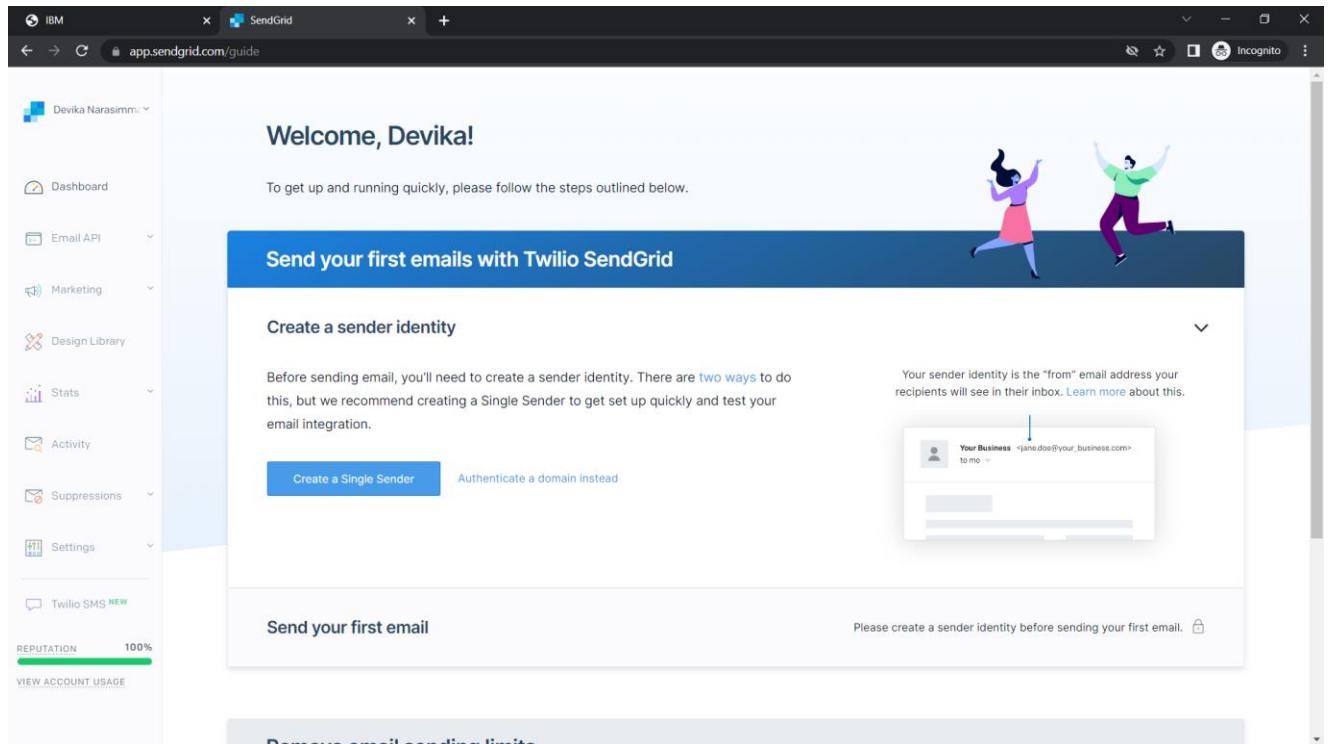 IBM
SendGrid
app.sendgrid.com/guide
Incognito
Devika Narasimma
Dashboard
Email API
Marketing
Design Library
Stats
Activity
Suppressions
Settings
Twilio SMS NEW
REPUTATION 100%
VIEW ACCOUNT USAGE
Welcome, Devika!
To get up and running quickly, please follow the steps outlined below.
Send your first emails with Twilio SendGrid
Create a sender identity
Before sending email, you'll need to create a sender identity. There are two ways to do
this, but we recommend creating a Single Sender to get set up quickly and test your
email integration.
Create a Single Sender
Authenticate a domain instead
Your sender identity is the "from" email address your
recipients will see in their inbox. Learn more about this.
Your Business <jane.doe@your_business.com>
to me
Send your first email
Please create a sender identity before sending your first email.
Remove email sending limits